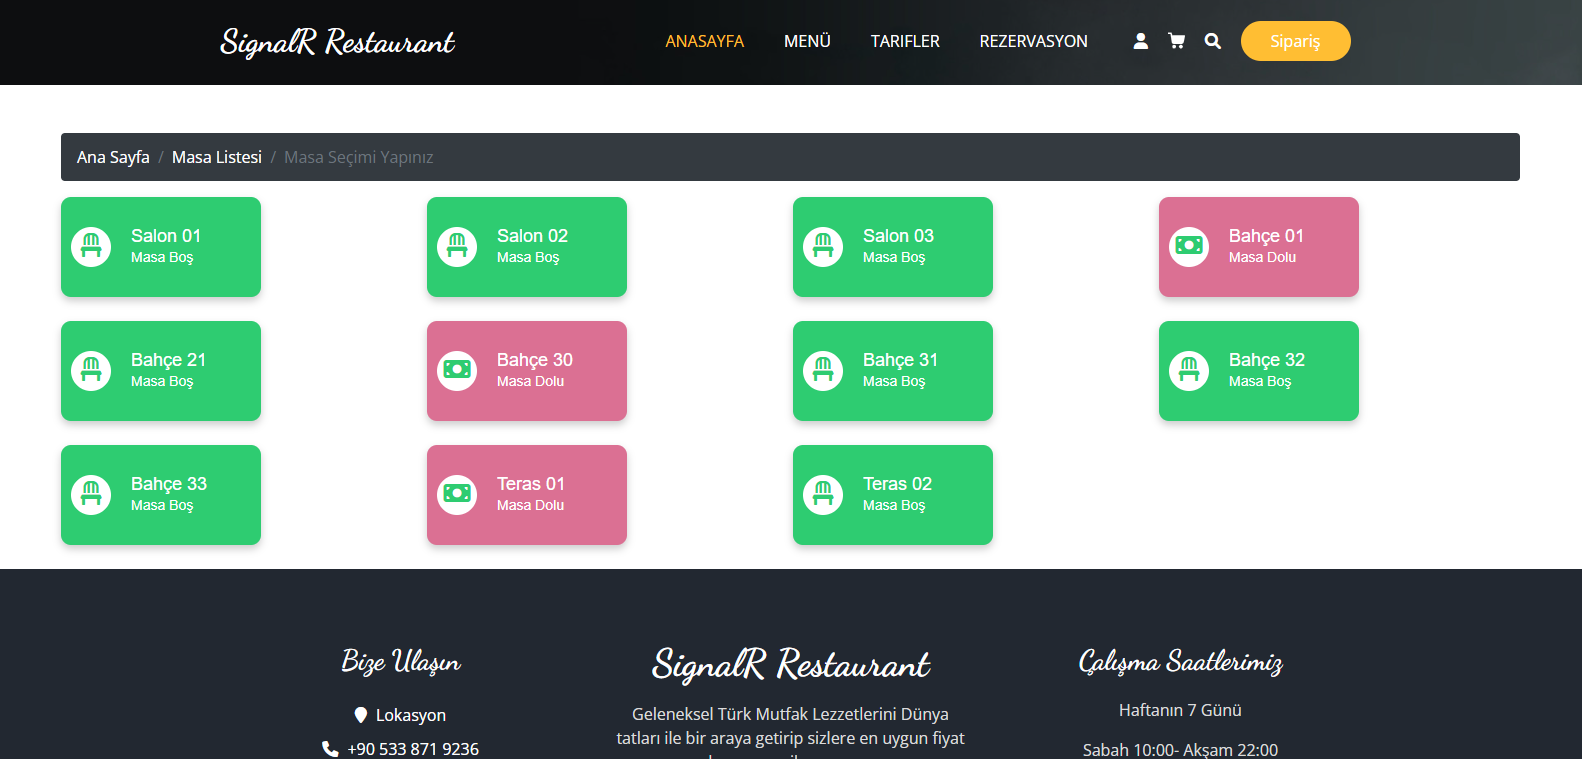 SignalR Restaurant
ANASAYFA MENÜ TARIFLER REZERVASYON Sipariş
Ana Sayfa / Masa Listesi / Masa Seçimi Yapınız
Salon 01
Masa Boş
Salon 02
Masa Boş
Salon 03
Masa Boş
Bahçe 01
Masa Dolu
Bahçe 21
Masa Boş
Bahçe 30
Masa Dolu
Bahçe 31
Masa Boş
Bahçe 32
Masa Boş
Bahçe 33
Masa Boş
Teras 01
Masa Dolu
Teras 02
Masa Boş
Bize Ulaşın
Lokasyon
+90 533 871 9236
SignalR Restaurant
Geleneksel Türk Mutfak Lezzetlerini Dünya
tatları ile bir araya getirip sizlere en uygun fiyat
Çalışma Saatlerimiz
Haftanın 7 Günü
Sabah 10:00- Akşam 22:00